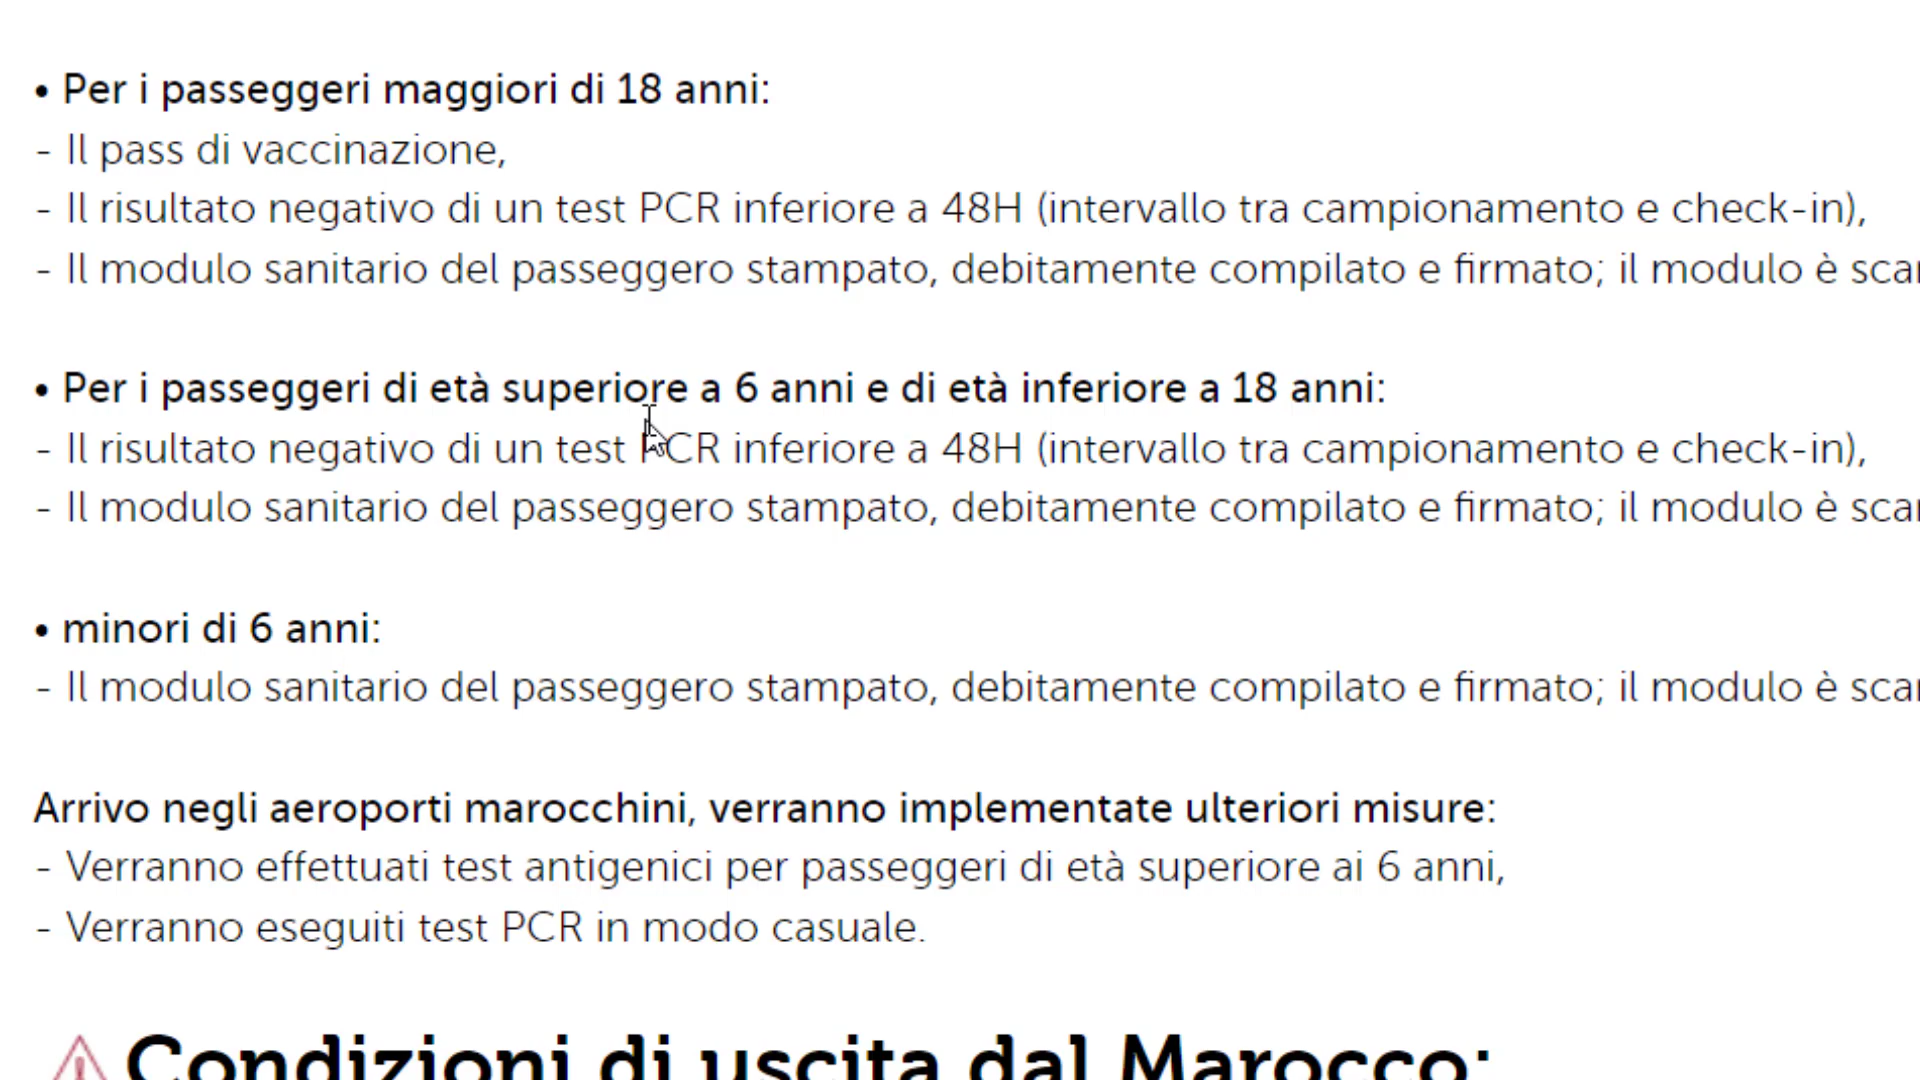 • Per i passeggeri maggiori di 18 anni:
- Il pass di vaccinazione,
- Il risultato negativo di un test PCR inferiore a 48H (intervallo tra campionamento e check-in),
- Il modulo sanitario del passeggero stampato, debitamente compilato e firmato; il modulo è
• Per i passeggeri di età superiore a 6 anni e di età inferiore a 18 anni:
- Il risultato negativo di un test PCR inferiore a 48H (intervallo tra campionamento e check-in),
- Il modulo sanitario del passeggero stampato, debitamente compilato e firmato; il modulo è
• minori di 6 anni:
- Il modulo sanitario del passeggero stampato, debitamente compilato e firmato; il modulo è
Arrivo negli aeroporti marocchini, verranno implementate ulteriori misure:
- Verranno effettuati test antigenici per passeggeri di età superiore ai 6 anni,
- Verranno eseguiti test PCR in modo casuale.
Condizioni di uscita dal Marocco: